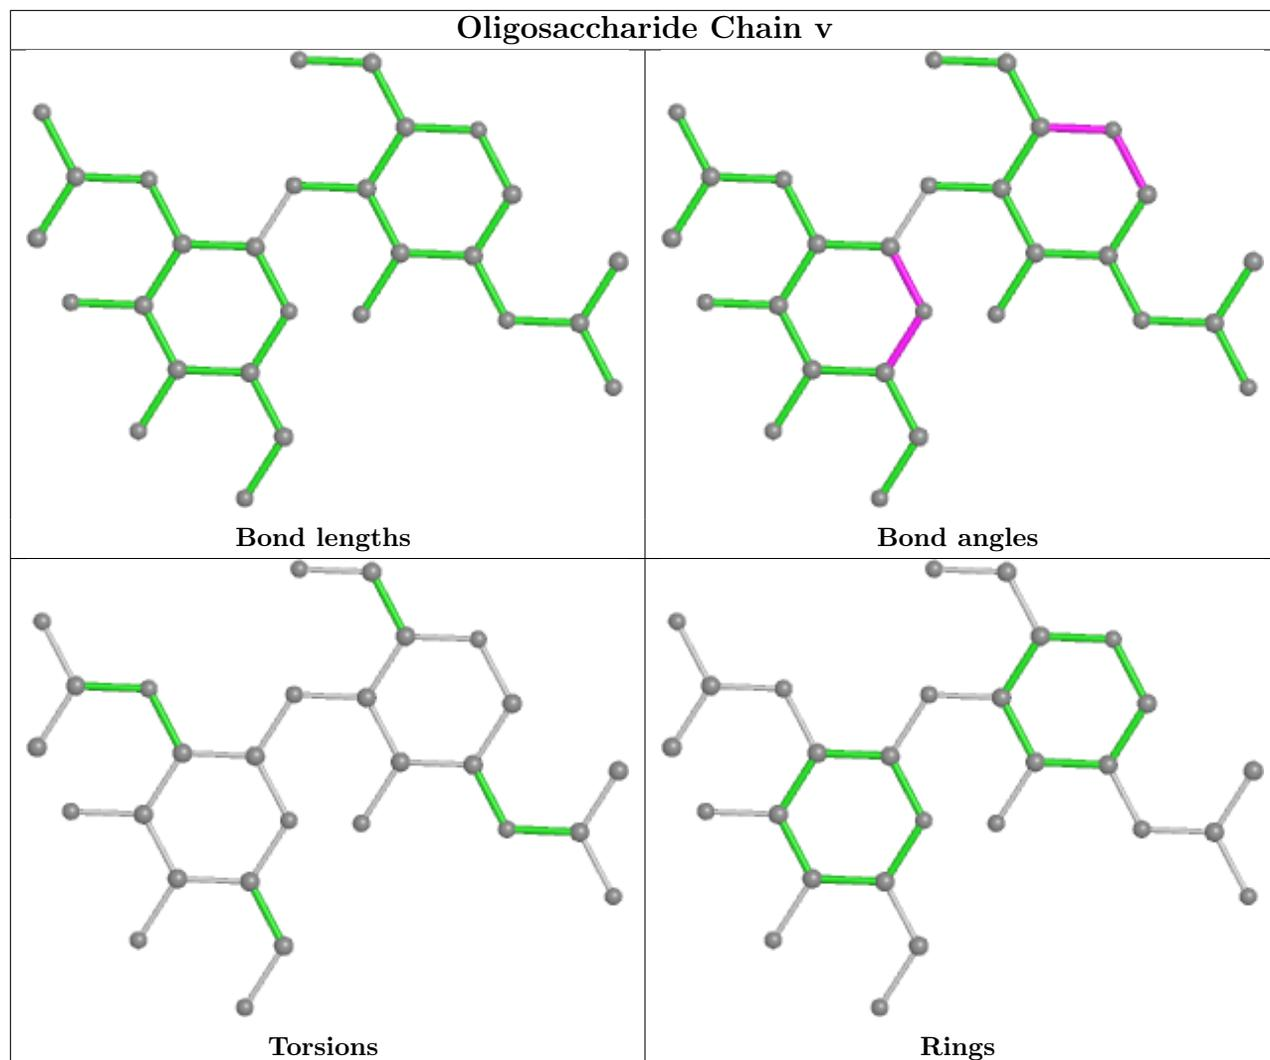 Oligosaccharide Chain v
Bond lengths
Bond angles
Torsions
Rings